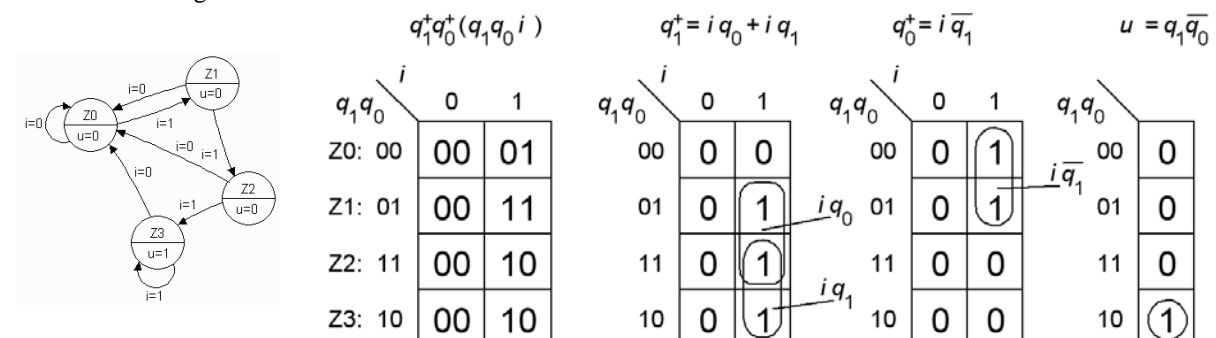 q₁⁺q₀⁺(q₁q₀i )
q₁⁺ = i q₀ + i q₁
q₀⁺ = i q̅₁
u = q₁q̅₀
Z1
u=0
i=0
i=0
Z0
u=0
i=1
i=0
i=1
Z2
u=0
i=0
i=1
Z3
u=1
i=1
i
q₁q₀ 0 1
Z0: 00 00 01
Z1: 01 00 11
Z2: 11 00 10
Z3: 10 00 10
i
q₁q₀ 0 1
00 0 0
01 0 1
11 0 1
10 0 1
i q₀
i q₁
i
q₁q₀ 0 1
00 0 1
01 0 1
11 0 0
10 0 0
i q̅₁
q₁q₀
00 0
01 0
11 0
10 1